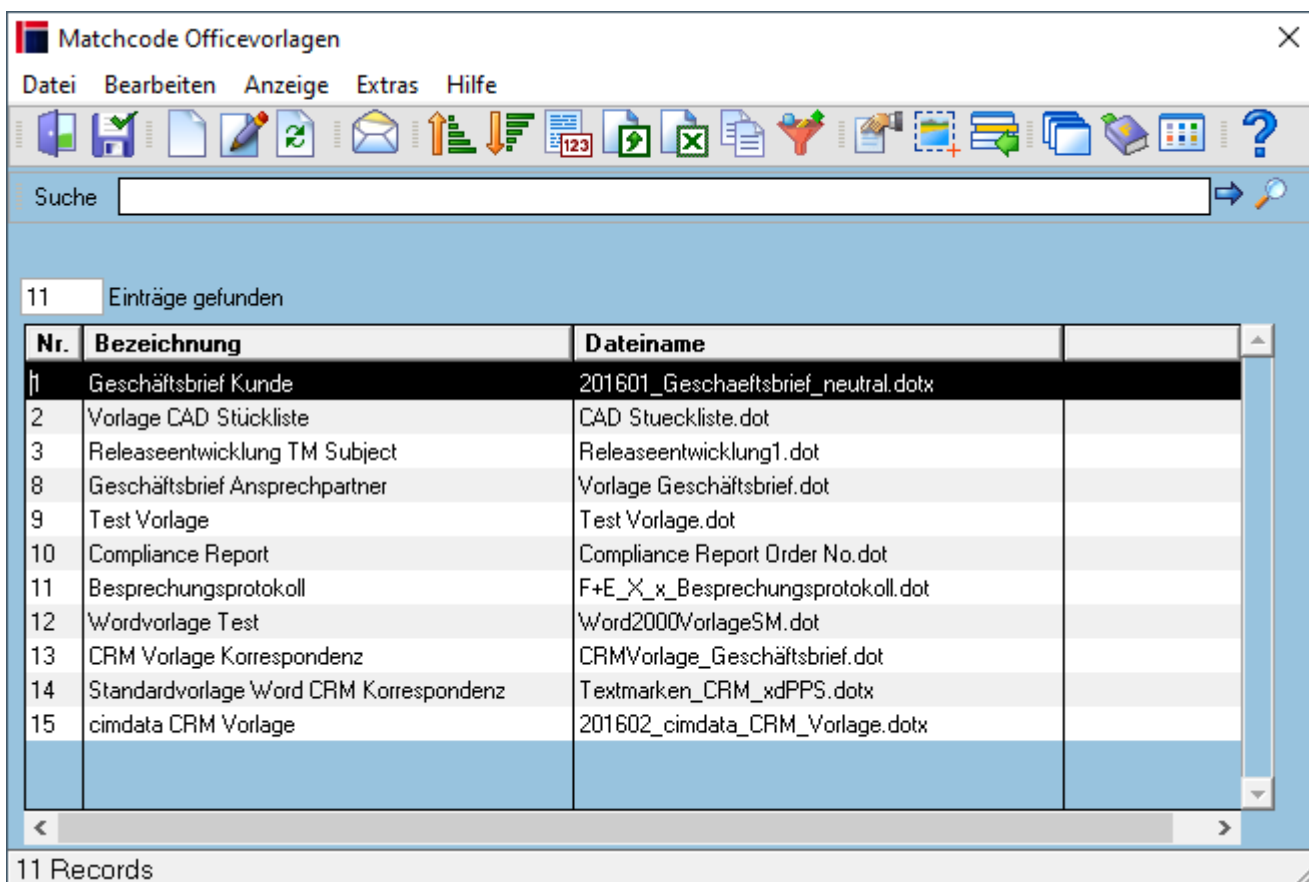 Matchcode Officevorlagen
Datei Bearbeiten Anzeige Extras Hilfe
123
Suche
11 Einträge gefunden
Nr. Bezeichnung Dateiname
1 Geschäftsbrief Kunde 201601_Geschaeftsbrief_neutral.dotx
2 Vorlage CAD Stückliste CAD Stueckliste.dot
3 Releaseentwicklung TM Subject Releaseentwicklung1.dot
8 Geschäftsbrief Ansprechpartner Vorlage Geschäftsbrief.dot
9 Test Vorlage Test Vorlage.dot
10 Compliance Report Compliance Report Order No.dot
11 Besprechungsprotokoll F+E_X_x_Besprechungsprotokoll.dot
12 Wordvorlage Test Word2000VorlageSM.dot
13 CRM Vorlage Korrespondenz CRMVorlage_Geschäftsbrief.dot
14 Standardvorlage Word CRM Korrespondenz Textmarken_CRM_xdPPS.dotx
15 cimdata CRM Vorlage 201602_cimdata_CRM_Vorlage.dotx
11 Records